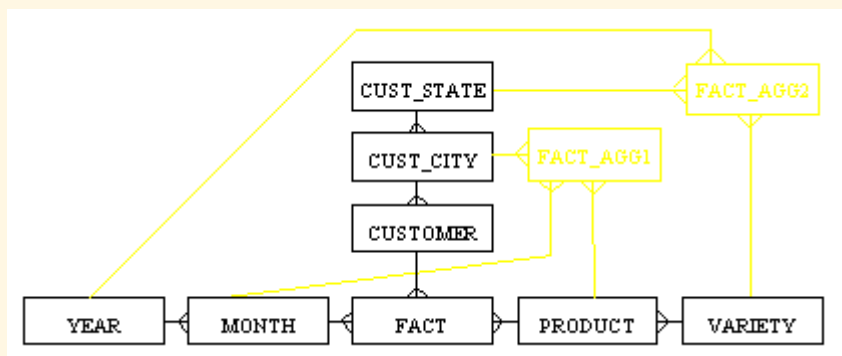 CUST_STATE
FACT_AGG2
CUST_CITY
FACT_AGG1
CUSTOMER
YEAR
MONTH
FACT
PRODUCT
VARIETY